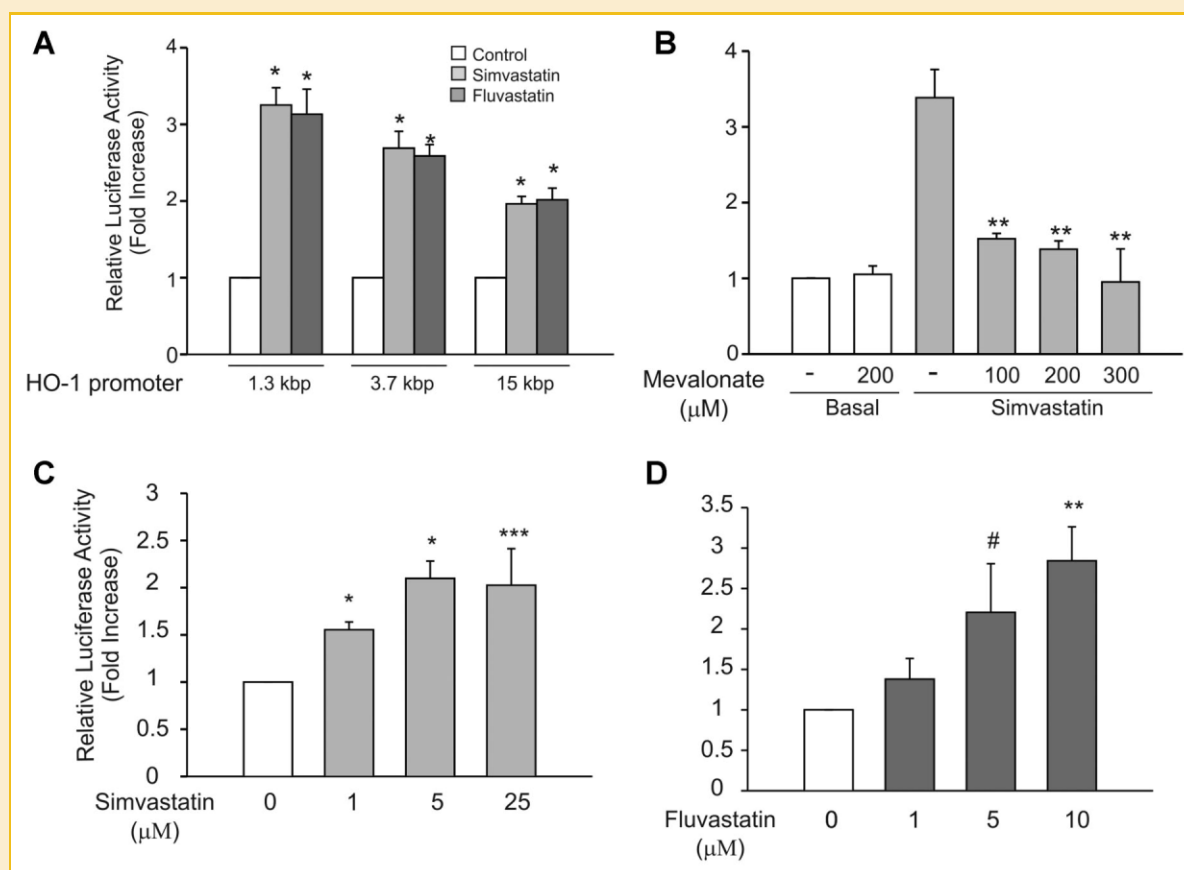 A
Relative Luciferase Activity
(Fold Increase)
4
3
2
1
0
Control
Simvastatin
Fluvastatin
* *
* *
* *
HO-1 promoter 1.3 kbp 3.7 kbp 15 kbp
B
4
3
2
1
0
** ** **
Mevalonate - 200 - 100 200 300
(μM) Basal Simvastatin
C
Relative Luciferase Activity
(Fold Increase)
3
2.5
2
1.5
1
0.5
0
* * ***
Simvastatin 0 1 5 25
(μM)
D
3.5
3
2.5
2
1.5
1
0.5
0
# **
Fluvastatin 0 1 5 10
(μM)